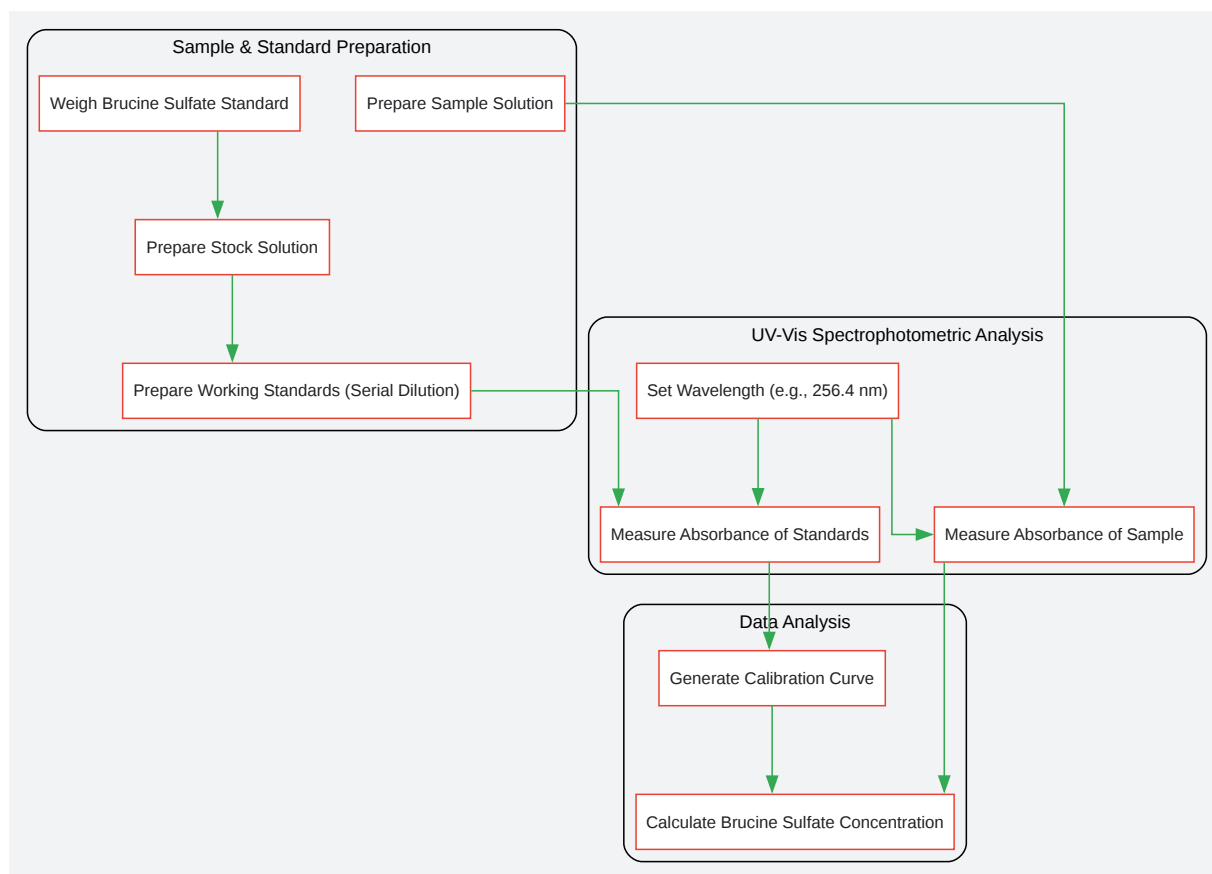 Sample & Standard Preparation
Weigh Brucine Sulfate Standard
Prepare Sample Solution
Prepare Stock Solution
Prepare Working Standards (Serial Dilution)
UV-Vis Spectrophotometric Analysis
Set Wavelength (e.g., 256.4 nm)
Measure Absorbance of Standards
Measure Absorbance of Sample
Data Analysis
Generate Calibration Curve
Calculate Brucine Sulfate Concentration